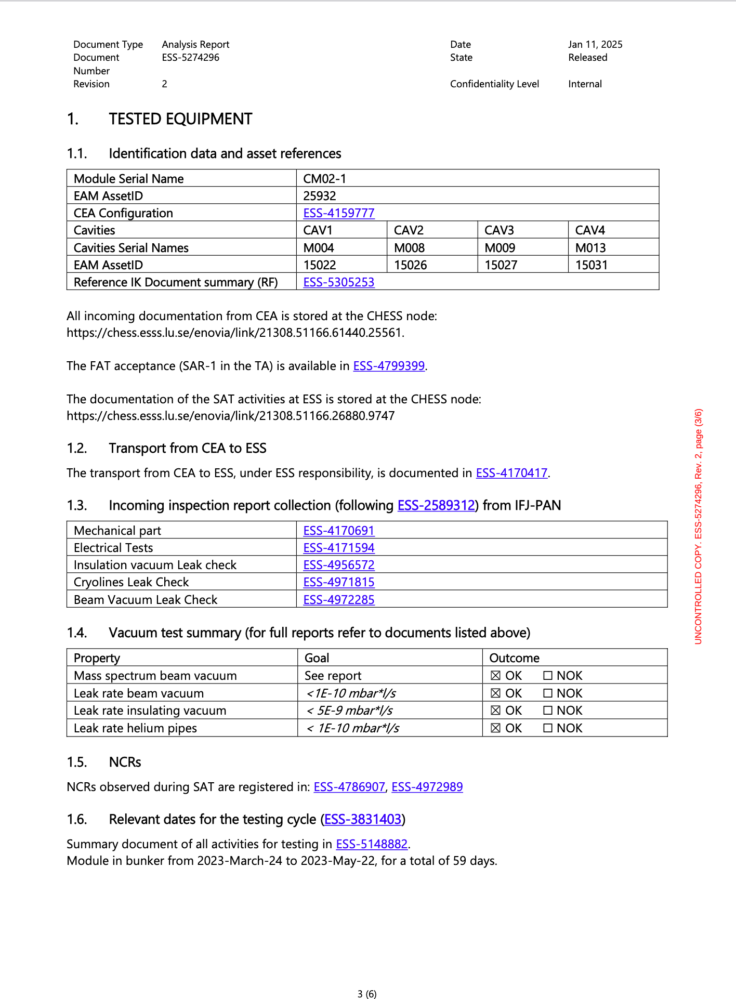 Document Type Analysis Report Date Jan 11, 2025
Document ESS-5274296 State Released
Number
Revision 2 Confidentiality Level Internal
1. TESTED EQUIPMENT
1.1. Identification data and asset references
Module Serial Name CM02-1
EAM AssetID 25932
CEA Configuration ESS-4159777
Cavities CAV1 CAV2 CAV3 CAV4
Cavities Serial Names M004 M008 M009 M013
EAM AssetID 15022 15026 15027 15031
Reference IK Document summary (RF) ESS-5305253
All incoming documentation from CEA is stored at the CHESS node:
https://chess.esss.lu.se/enovia/link/21308.51166.61440.25561.
The FAT acceptance (SAR-1 in the TA) is available in ESS-4799399.
The documentation of the SAT activities at ESS is stored at the CHESS node:
https://chess.esss.lu.se/enovia/link/21308.51166.26880.9747
1.2. Transport from CEA to ESS
The transport from CEA to ESS, under ESS responsibility, is documented in ESS-4170417.
1.3. Incoming inspection report collection (following ESS-2589312) from IFJ-PAN
Mechanical part ESS-4170691
Electrical Tests ESS-4171594
Insulation vacuum Leak check ESS-4956572
Cryolines Leak Check ESS-4971815
Beam Vacuum Leak Check ESS-4972285
1.4. Vacuum test summary (for full reports refer to documents listed above)
Property Goal Outcome
Mass spectrum beam vacuum See report ☒ OK ☐ NOK
Leak rate beam vacuum <1E-10 mbar*l/s ☒ OK ☐ NOK
Leak rate insulating vacuum < 5E-9 mbar*l/s ☒ OK ☐ NOK
Leak rate helium pipes < 1E-10 mbar*l/s ☒ OK ☐ NOK
1.5. NCRs
NCRs observed during SAT are registered in: ESS-4786907, ESS-4972989
1.6. Relevant dates for the testing cycle (ESS-3831403)
Summary document of all activities for testing in ESS-5148882.
Module in bunker from 2023-March-24 to 2023-May-22, for a total of 59 days.
3 (6)
UNCONTROLLED COPY. ESS-5274296, Rev. 2, page (3/6)